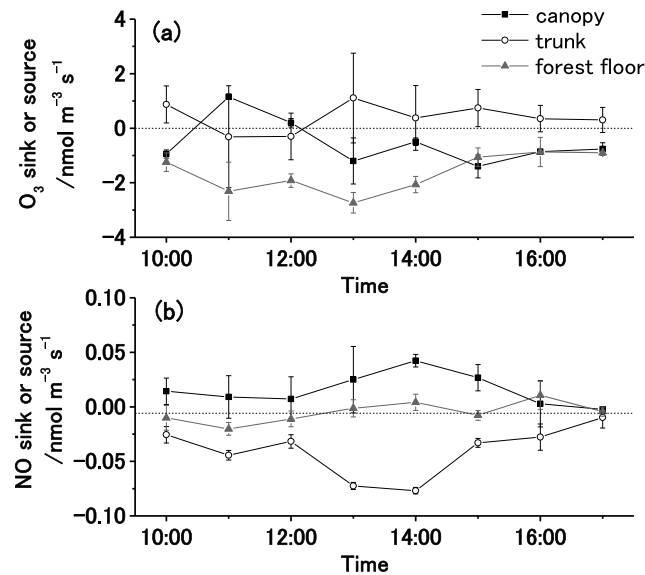 (a)
canopy
trunk
forest floor
O₃ sink or source
/nmol m⁻³ s⁻¹
4
2
0
−2
−4
10:00 12:00 14:00 16:00
Time
(b)
NO sink or source
/nmol m⁻³ s⁻¹
0.10
0.05
0.00
−0.05
−0.10
10:00 12:00 14:00 16:00
Time